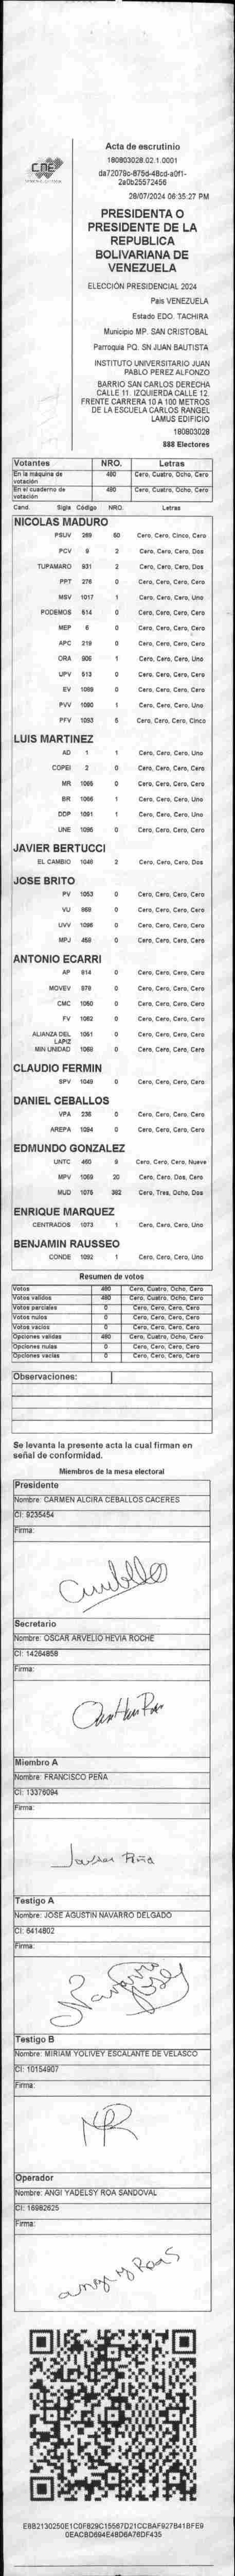 CNE
Acta de escrutinio
180803028.02.1.0001
da72079c-875d-48cd-a0f1-
2a0b25572456
28/07/2024 06:35:27 PM
PRESIDENTA O
PRESIDENTE DE LA
REPUBLICA
BOLIVARIANA DE
VENEZUELA
ELECCIÓN PRESIDENCIAL 2024
País VENEZUELA
Estado EDO. TACHIRA
Municipio MP. SAN CRISTOBAL
Parroquia PQ. SN JUAN BAUTISTA
INSTITUTO UNIVERSITARIO JUAN
PABLO PEREZ ALFONZO
BARRIO SAN CARLOS DERECHA
CALLE 11. IZQUIERDA CALLE 12.
FRENTE CARRERA 10 A 100 METROS
DE LA ESCUELA CARLOS RANGEL
LAMUS EDIFICIO
180803028
888 Electores
Votantes NRO. Letras
En la máquina de votación 480 Cero, Cuatro, Ocho, Cero
En el cuaderno de votación 480 Cero, Cuatro, Ocho, Cero
Cand. Sigla Código NRO. Letras
NICOLAS MADURO
PSUV 269 50 Cero, Cero, Cinco, Cero
PCV 9 2 Cero, Cero, Cero, Dos
TUPAMARO 931 2 Cero, Cero, Cero, Dos
PPT 276 0 Cero, Cero, Cero, Cero
MSV 1017 1 Cero, Cero, Cero, Uno
PODEMOS 614 0 Cero, Cero, Cero, Cero
MEP 6 0 Cero, Cero, Cero, Cero
APC 219 0 Cero, Cero, Cero, Cero
ORA 906 1 Cero, Cero, Cero, Uno
UPV 513 0 Cero, Cero, Cero, Cero
EV 1089 0 Cero, Cero, Cero, Cero
PVV 1090 1 Cero, Cero, Cero, Uno
PFV 1093 5 Cero, Cero, Cero, Cinco
LUIS MARTINEZ
AD 1 1 Cero, Cero, Cero, Uno
COPEI 2 0 Cero, Cero, Cero, Cero
MR 1065 0 Cero, Cero, Cero, Cero
BR 1066 1 Cero, Cero, Cero, Uno
DDP 1091 1 Cero, Cero, Cero, Uno
UNE 1095 0 Cero, Cero, Cero, Cero
JAVIER BERTUCCI
EL CAMBIO 1048 2 Cero, Cero, Cero, Dos
JOSE BRITO
PV 1053 0 Cero, Cero, Cero, Cero
VU 869 0 Cero, Cero, Cero, Cero
UVV 1096 0 Cero, Cero, Cero, Cero
MPJ 458 0 Cero, Cero, Cero, Cero
ANTONIO ECARRI
AP 914 0 Cero, Cero, Cero, Cero
MOVEV 979 0 Cero, Cero, Cero, Cero
CMC 1050 0 Cero, Cero, Cero, Cero
FV 1062 0 Cero, Cero, Cero, Cero
ALIANZA DEL LAPIZ 1051 0 Cero, Cero, Cero, Cero
MIN UNIDAD 1068 0 Cero, Cero, Cero, Cero
CLAUDIO FERMIN
SPV 1049 0 Cero, Cero, Cero, Cero
DANIEL CEBALLOS
VPA 236 0 Cero, Cero, Cero, Cero
AREPA 1094 0 Cero, Cero, Cero, Cero
EDMUNDO GONZALEZ
UNTC 460 9 Cero, Cero, Cero, Nueve
MPV 1069 20 Cero, Cero, Dos, Cero
MUD 1075 382 Cero, Tres, Ocho, Dos
ENRIQUE MARQUEZ
CENTRADOS 1073 1 Cero, Cero, Cero, Uno
BENJAMIN RAUSSEO
CONDE 1092 1 Cero, Cero, Cero, Uno
Resumen de votos
Votos 480 Cero, Cuatro, Ocho, Cero
Votos validos 480 Cero, Cuatro, Ocho, Cero
Votos parciales 0 Cero, Cero, Cero, Cero
Votos nulos 0 Cero, Cero, Cero, Cero
Votos vacios 0 Cero, Cero, Cero, Cero
Opciones validas 480 Cero, Cuatro, Ocho, Cero
Opciones nulas 0 Cero, Cero, Cero, Cero
Opciones vacias 0 Cero, Cero, Cero, Cero
Observaciones:
Se levanta la presente acta la cual firman en
señal de conformidad.
Miembros de la mesa electoral
Presidente
Nombre: CARMEN ALCIRA CEBALLOS CACERES
CI: 9235454
Firma:
Secretario
Nombre: OSCAR ARVELIO HEVIA ROCHE
CI: 14264858
Firma:
Miembro A
Nombre: FRANCISCO PEÑA
CI: 13376094
Firma:
Peña
Testigo A
Nombre: JOSE AGUSTIN NAVARRO DELGADO
CI: 6414802
Firma:
Navarro
José
Testigo B
Nombre: MIRIAM YOLIVEY ESCALANTE DE VELASCO
CI: 10154907
Firma:
Operador
Nombre: ANGI YADELSY ROA SANDOVAL
CI: 16982625
Firma:
angi y Roa S
E8B2130250E1C0F829C15567D21CCBAF927B41BFE9
0EACBD694E48D6A76DF435